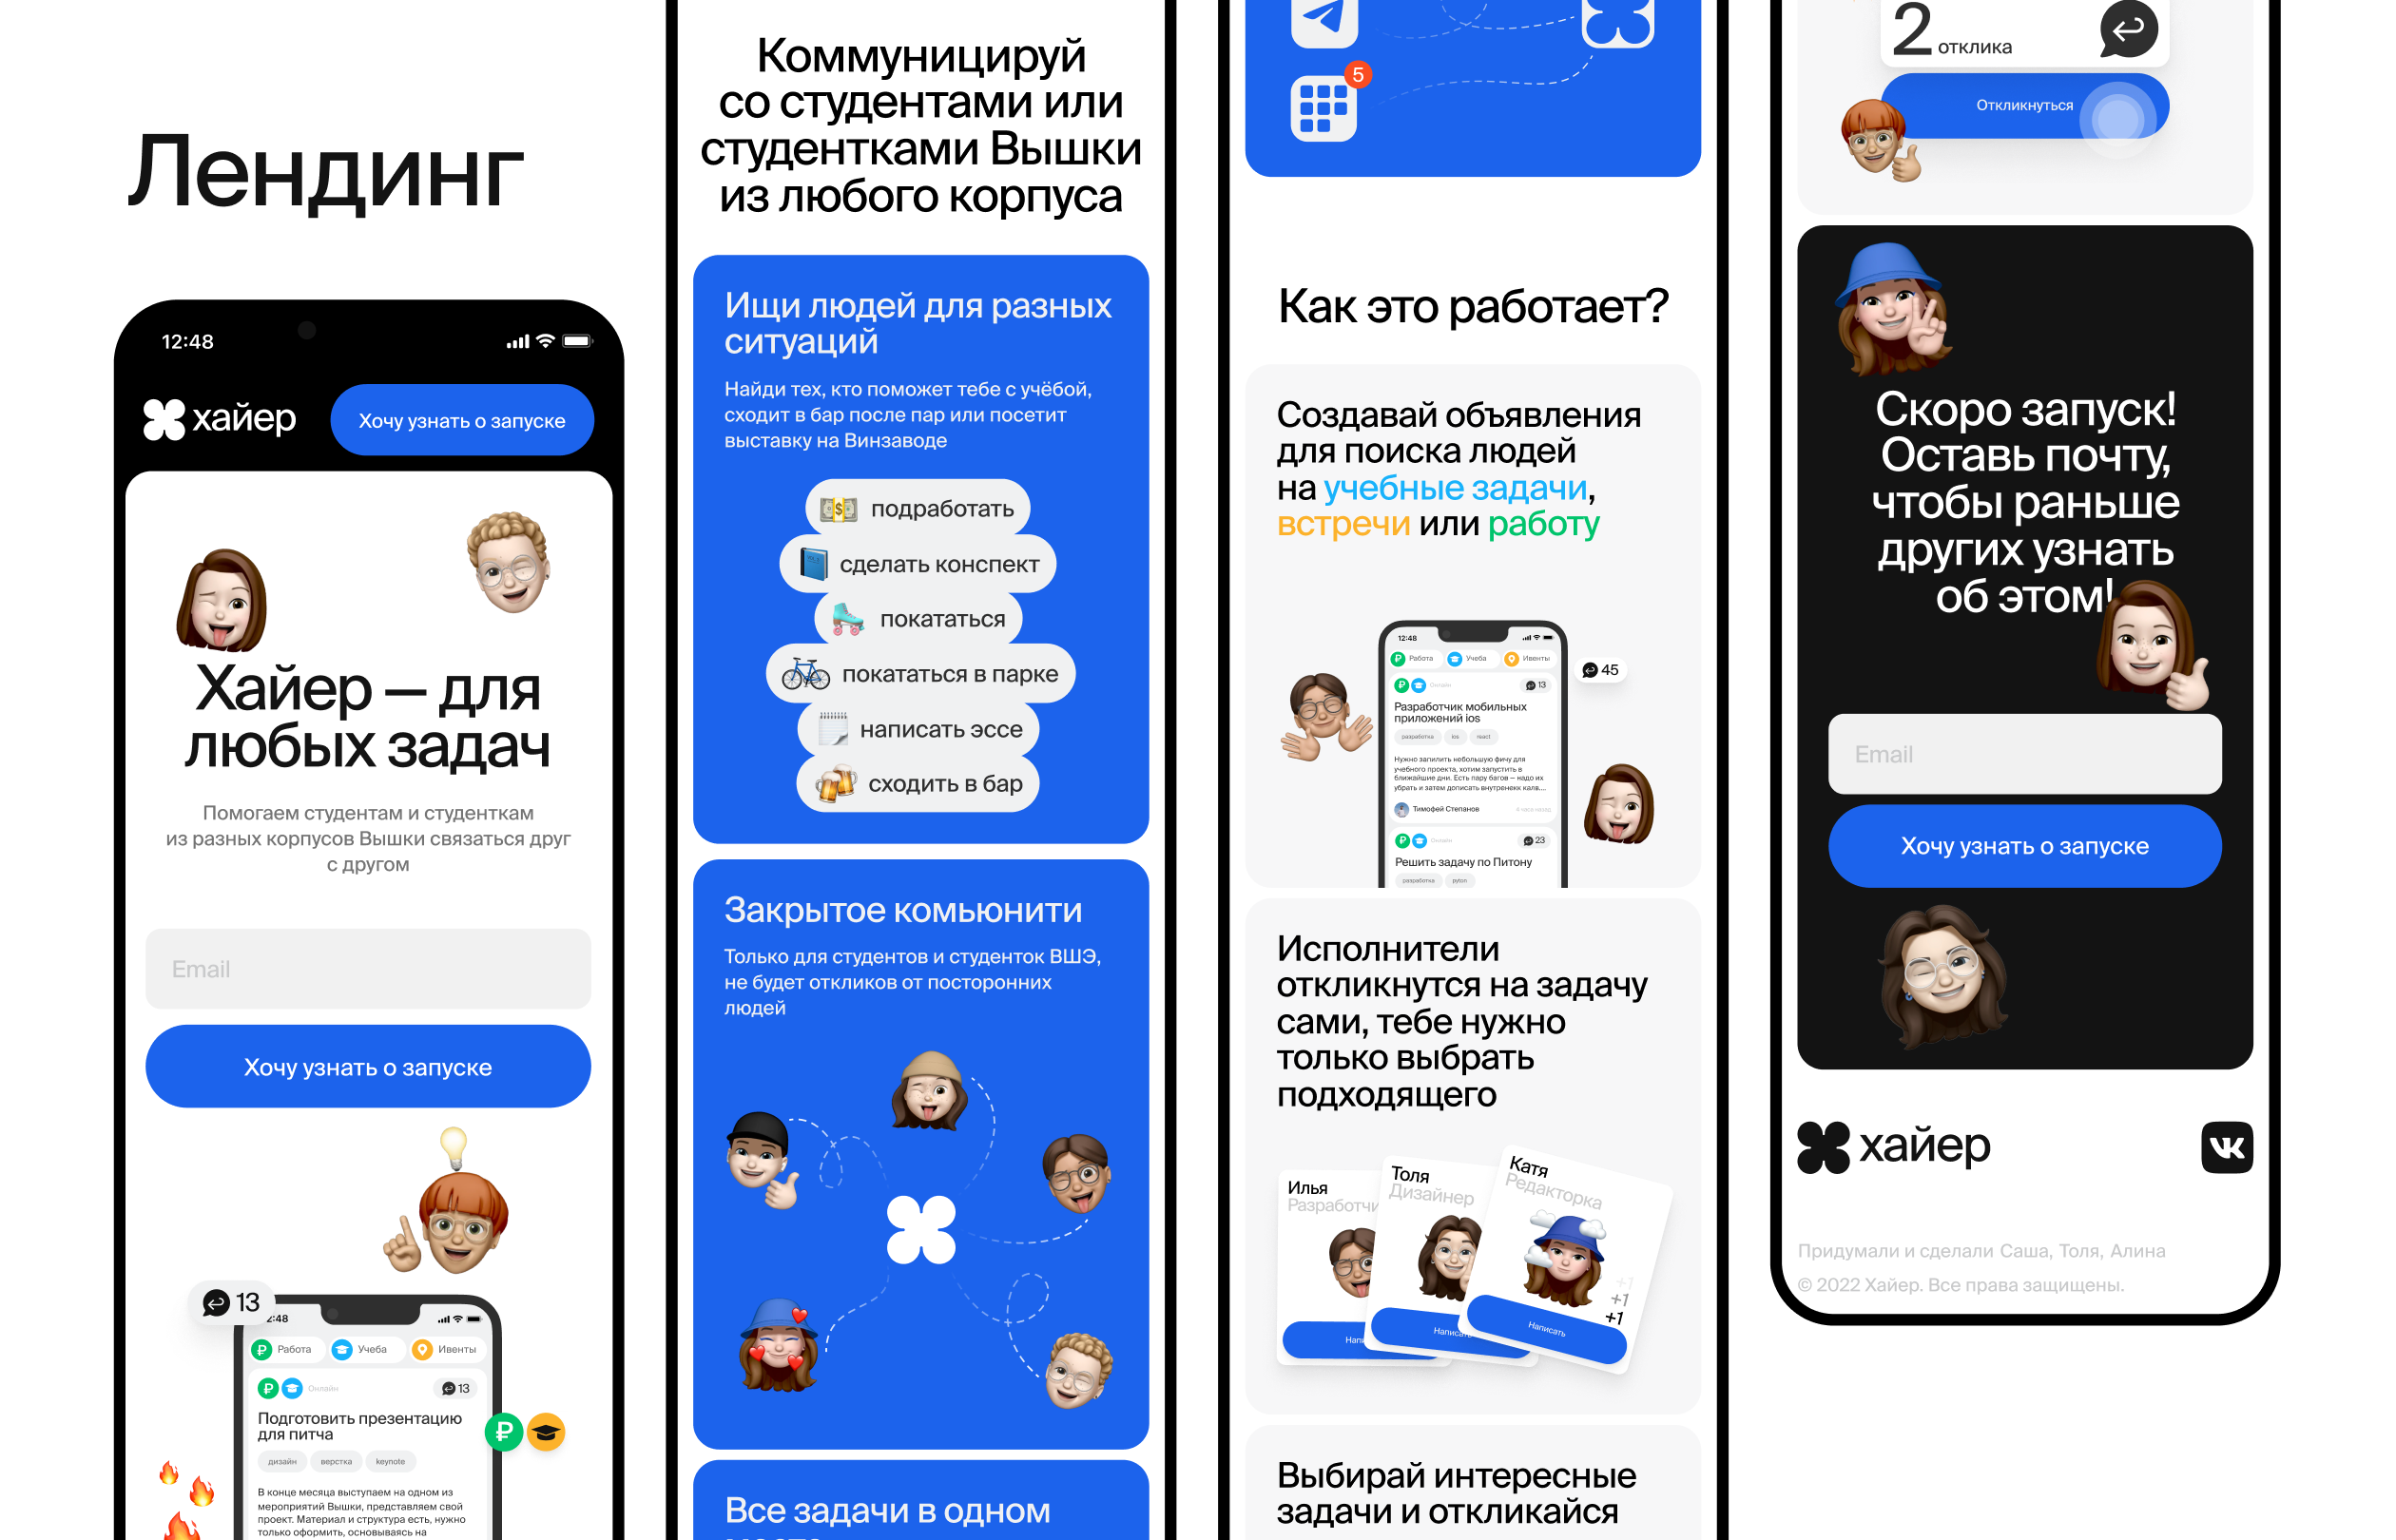 Лендинг
12:48
хайер
Хочу узнать о запуске
Хайер — для
любых задач
Помогаем студентам и студенткам
из разных корпусов Вышки связаться друг
с другом
Email
Хочу узнать о запуске
13
2:48
Работа
Учеба
Ивенты
Онлайн
13
Подготовить презентацию
для питча
дизайн
верстка
keynote
В конце месяца выступаем на одном из
мероприятий Вышки, представляем свой
проект. Материал и структура есть, нужно
только оформить, основываясь на
Коммуницируй
со студентами или
студентками Вышки
из любого корпуса
Ищи людей для разных
ситуаций
Найди тех, кто поможет тебе с учёбой,
сходит в бар после пар или посетит
выставку на Винзаводе
подработать
сделать конспект
покататься
покататься в парке
написать эссе
сходить в бар
Закрытое комьюнити
Только для студентов и студенток ВШЭ,
не будет откликов от посторонних
людей
Все задачи в одном
5
Как это работает?
Создавай объявления
для поиска людей
на учебные задачи,
встречи или работу
12:48
Работа
Учеба
Ивенты
45
Онлайн
13
Разработчик мобильных
приложений ios
разработка
ios
react
Нужно запилить небольшую фичу для
учебного проекта, хотим запустить в
ближайшие дни. Есть пару багов — надо их
убрать и затем дописать внутренекк калв....
Тимофей Степанов
4 часа назад
Онлайн
23
Решить задачу по Питону
разработка
pyton
Исполнители
откликнутся на задачу
сами, тебе нужно
только выбрать
подходящего
Илья
Разработчи
Напи
Толя
Дизайнер
Написать
Катя
Редакторка
+1
+1
+1
Написать
Выбирай интересные
задачи и откликайся
2 отклика
Откликнуться
Скоро запуск!
Оставь почту,
чтобы раньше
других узнать
об этом!
Email
Хочу узнать о запуске
хайер
Придумали и сделали Саша, Толя, Алина
© 2022 Хайер. Все права защищены.